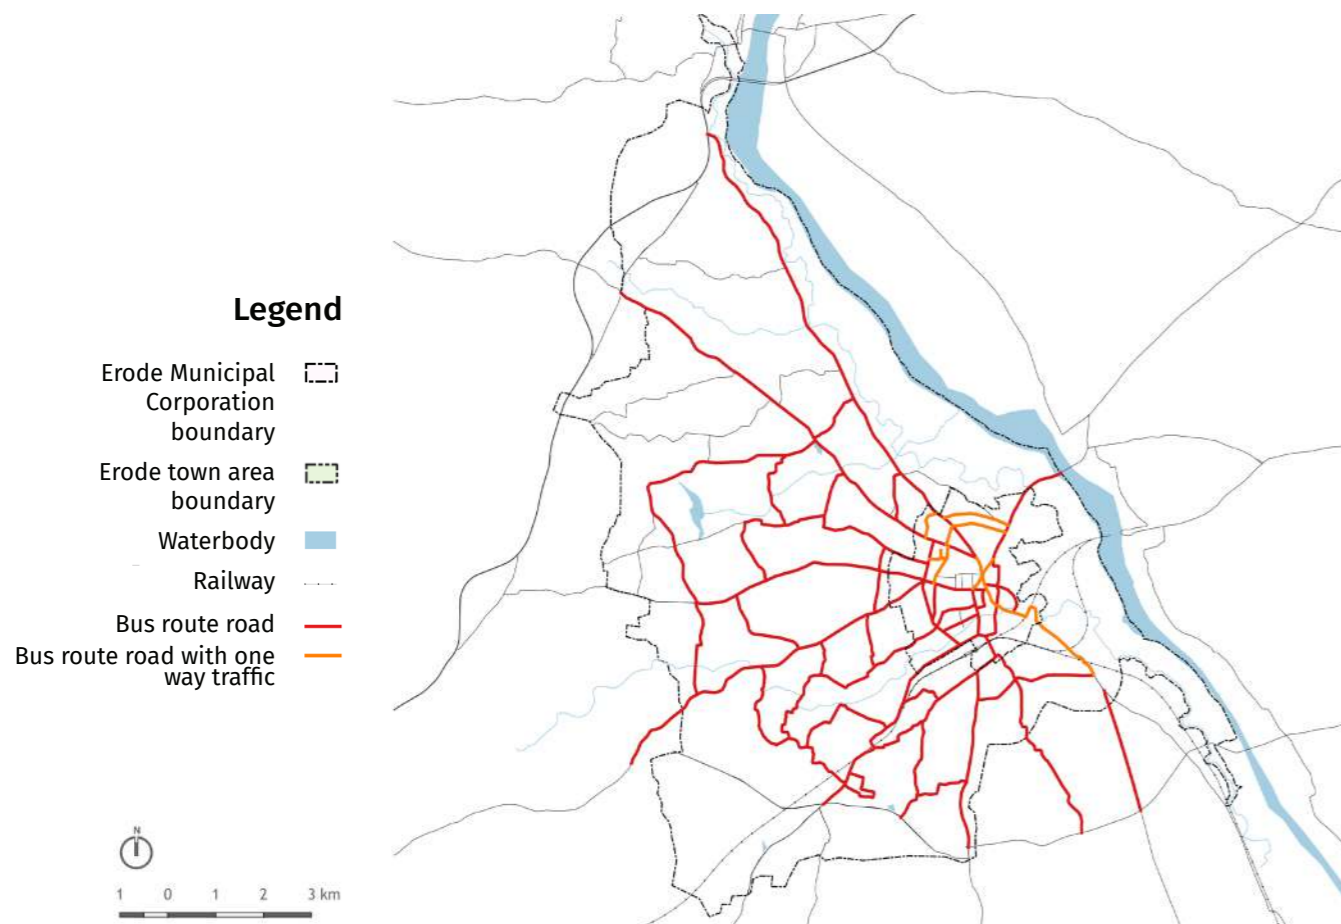 Legend
Erode Municipal
Corporation
boundary
Erode town area
boundary
Waterbody
Railway
Bus route road
Bus route road with one
way traffic
N
1 0 1 2 3 km